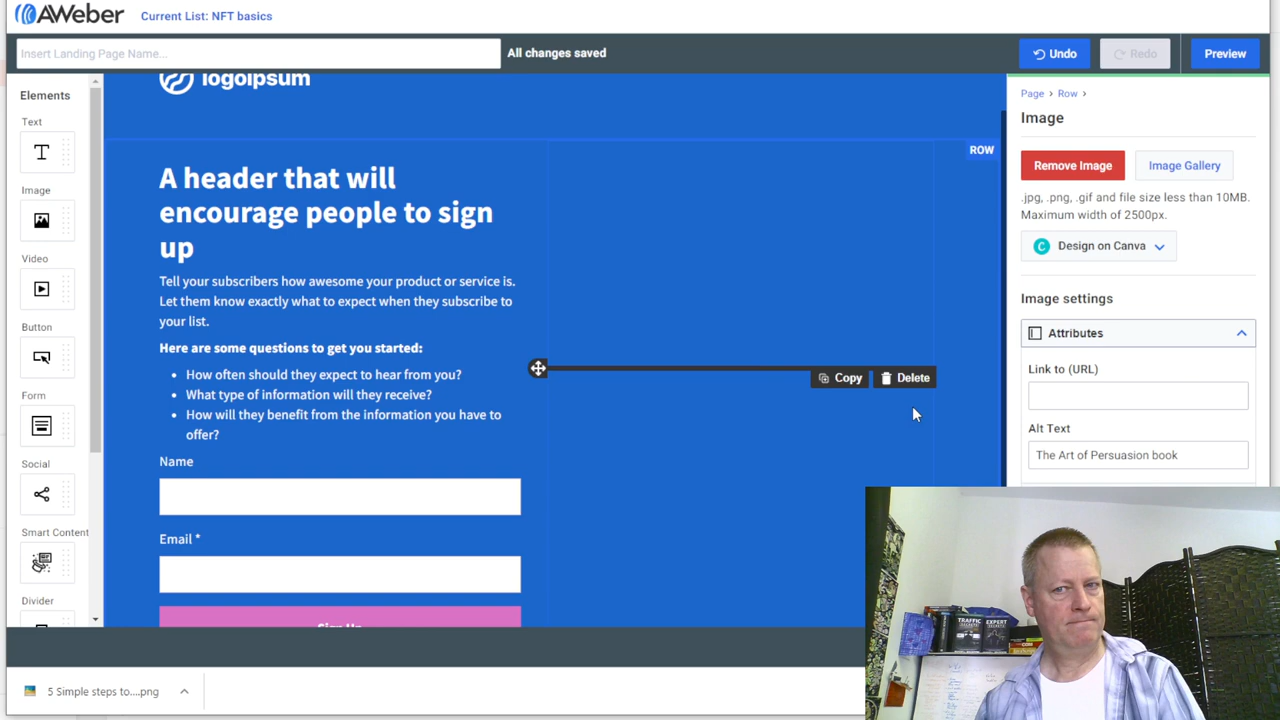 AWeber
Current List: NFT basics
Insert Landing Page Name...
All changes saved
Undo
Redo
Preview
Elements
Text
Image
Video
Button
Form
Social
Smart Content
Divider
logoipsum
ROW
A header that will
encourage people to sign
up
Tell your subscribers how awesome your product or service is.
Let them know exactly what to expect when they subscribe to
your list.
Here are some questions to get you started:
• How often should they expect to hear from you?
• What type of information will they receive?
• How will they benefit from the information you have to
offer?
Name
Email *
Sign Up
Copy
Delete
Page › Row ›
Image
Remove Image
Image Gallery
.jpg, .png, .gif and file size less than 10MB.
Maximum width of 2500px.
Design on Canva
Image settings
Attributes
Link to (URL)
Alt Text
The Art of Persuasion book
TRAFFIC
SECRETS
EXPERT
SECRETS
5 Simple steps to....png